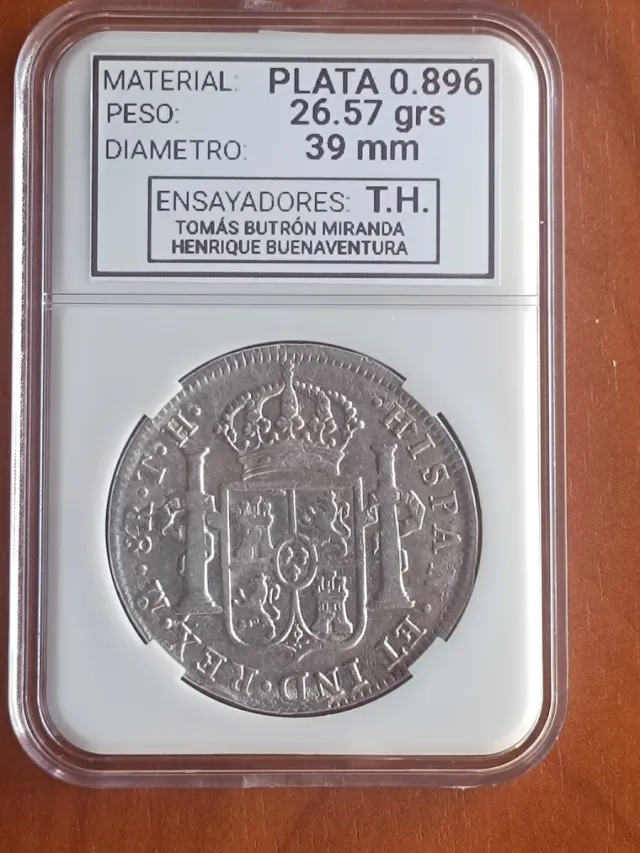 MATERIAL: PLATA 0.896
PESO: 26.57 grs
DIAMETRO: 39 mm
ENSAYADORES: T.H.
TOMÁS BUTRÓN MIRANDA
HENRIQUE BUENAVENTURA
· HISPAN · ET IND · REX · M · 8R · T · H ·